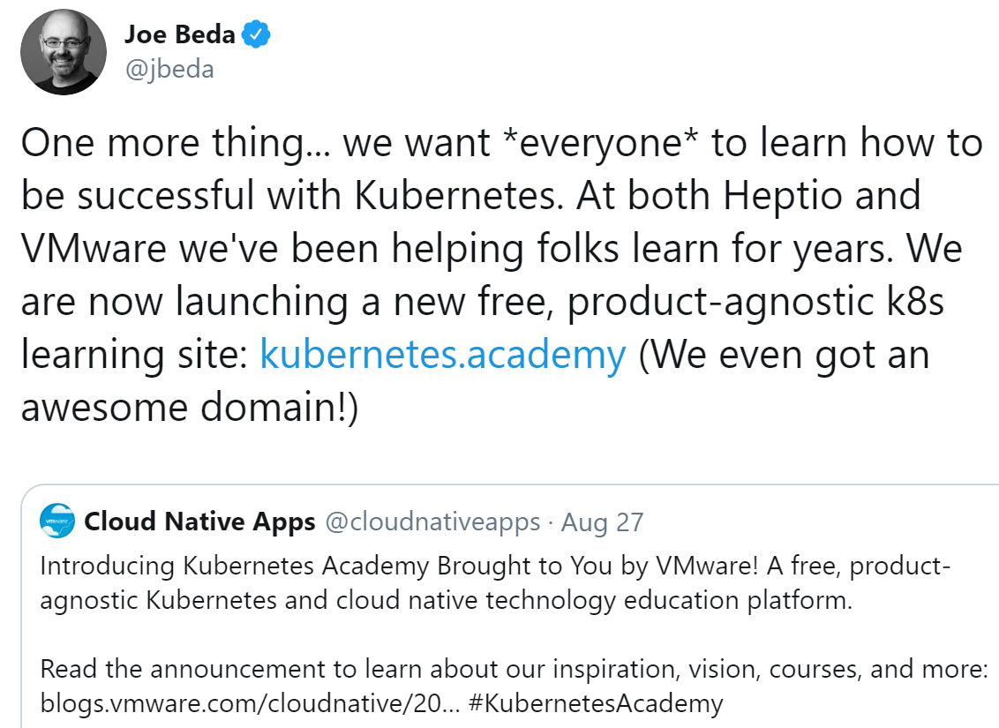 Joe Beda
@jbeda
One more thing... we want *everyone* to learn how to
be successful with Kubernetes. At both Heptio and
VMware we've been helping folks learn for years. We
are now launching a new free, product-agnostic k8s
learning site: kubernetes.academy (We even got an
awesome domain!)
vmware
Cloud Native Apps @cloudnativeapps · Aug 27
Introducing Kubernetes Academy Brought to You by VMware! A free, product-
agnostic Kubernetes and cloud native technology education platform.
Read the announcement to learn about our inspiration, vision, courses, and more:
blogs.vmware.com/cloudnative/20... #KubernetesAcademy